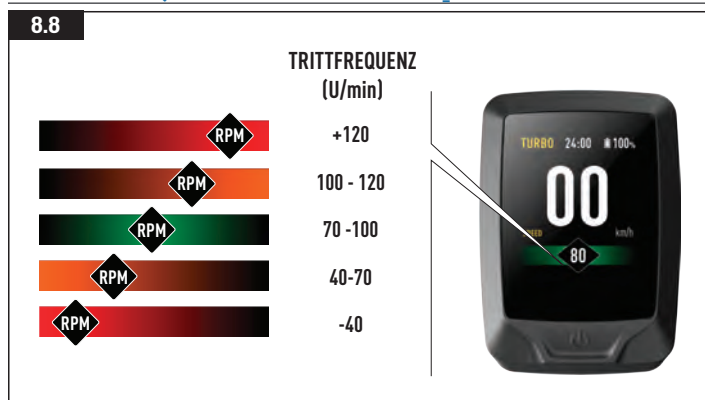 8.8
TRITTFREQUENZ
(U/min)
RPM
+120
RPM
100 - 120
RPM
70 -100
RPM
40-70
RPM
-40
TURBO 24:00 100%
00
SPEED km/h
80